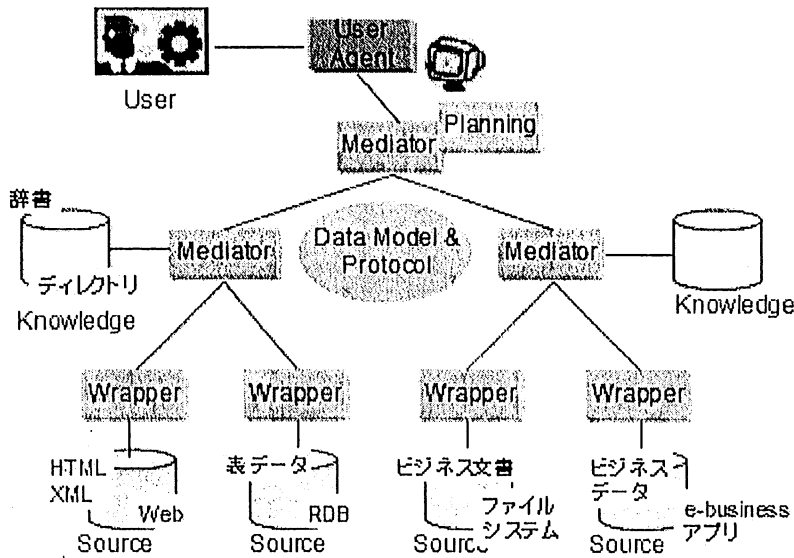 User
Agent
User
Planning
Mediator
辞書
Mediator
Data Model &
Protocol
Mediator
ディレクトリ
Knowledge
Knowledge
Wrapper
Wrapper
Wrapper
Wrapper
HTML
XML
Web
Source
表データ
RDB
Source
ビジネス文書
ファイル
システム
Source
ビジネス
データ
e-business
アプリ
Source